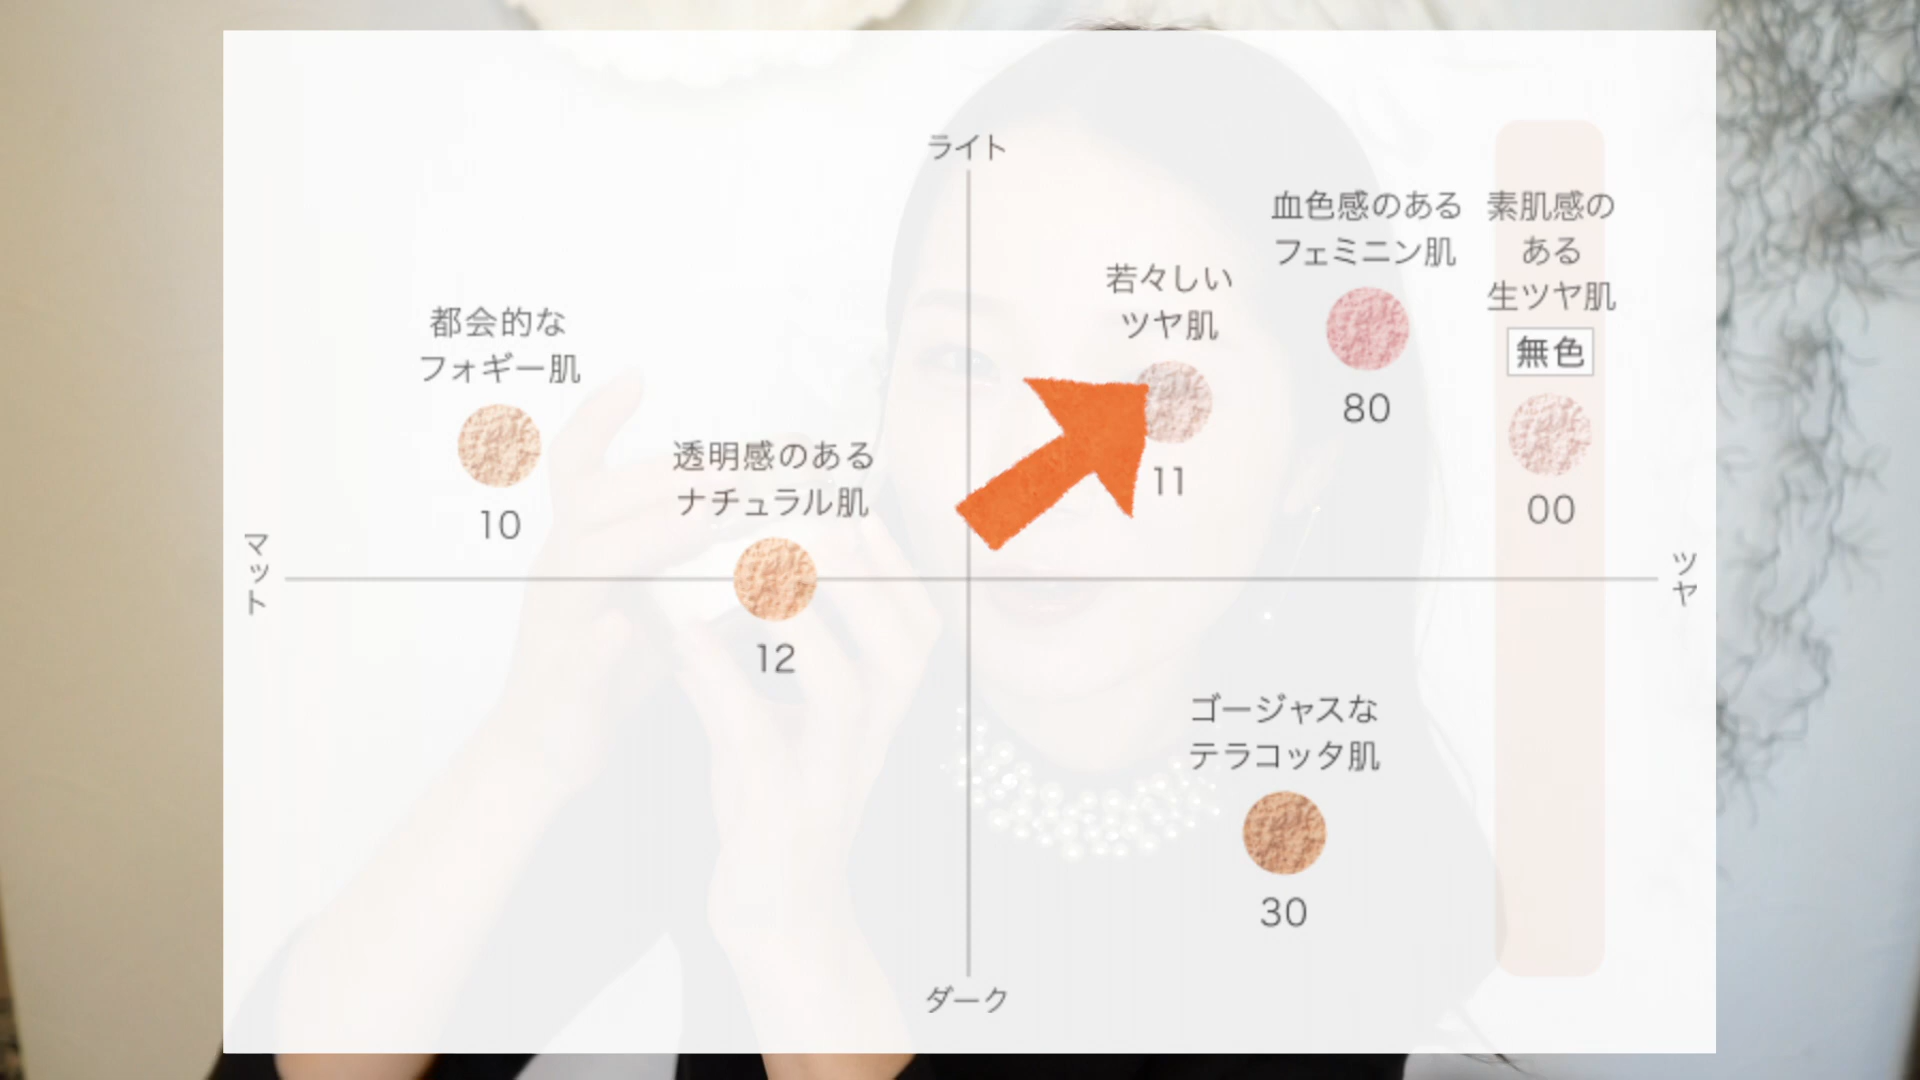 ライト
血色感のある
フェミニン肌
80
素肌感の
ある
生ツヤ肌
無色
00
若々しい
ツヤ肌
11
都会的な
フォギー肌
10
透明感のある
ナチュラル肌
12
マット
ツヤ
ゴージャスな
テラコッタ肌
30
ダーク